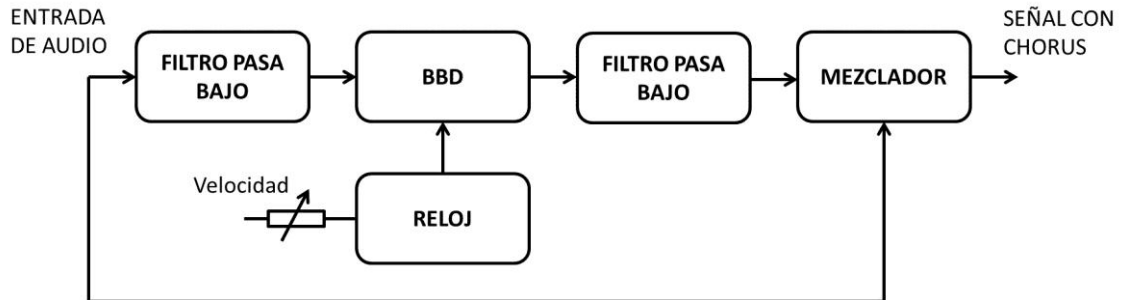 ENTRADA
DE AUDIO
FILTRO PASA
BAJO
BBD
FILTRO PASA
BAJO
MEZCLADOR
SEÑAL CON
CHORUS
Velocidad
RELOJ